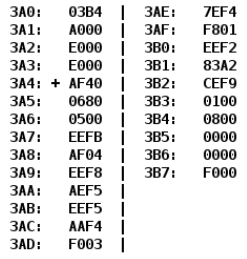 3A0: 03B4 | 3AE: 7EF4
3A1: A000 | 3AF: F801
3A2: E000 | 3B0: EEF2
3A3: E000 | 3B1: 83A2
3A4: + AF40 | 3B2: CEF9
3A5: 0680 | 3B3: 0100
3A6: 0500 | 3B4: 0800
3A7: EEFB | 3B5: 0000
3A8: AF04 | 3B6: 0000
3A9: EEF8 | 3B7: F000
3AA: AEF5 |
3AB: EEF5 |
3AC: AAF4 |
3AD: F003 |